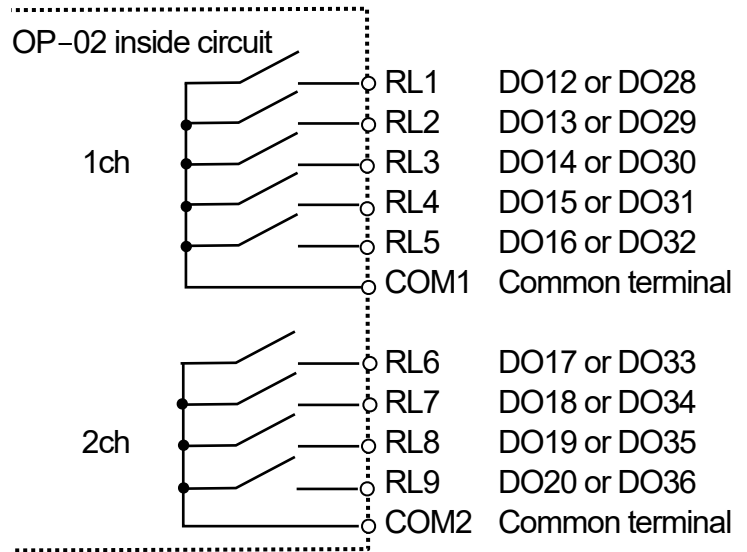 OP−02 inside circuit
RL1 DO12 or DO28
RL2 DO13 or DO29
1ch RL3 DO14 or DO30
RL4 DO15 or DO31
RL5 DO16 or DO32
COM1 Common terminal
RL6 DO17 or DO33
RL7 DO18 or DO34
2ch RL8 DO19 or DO35
RL9 DO20 or DO36
COM2 Common terminal